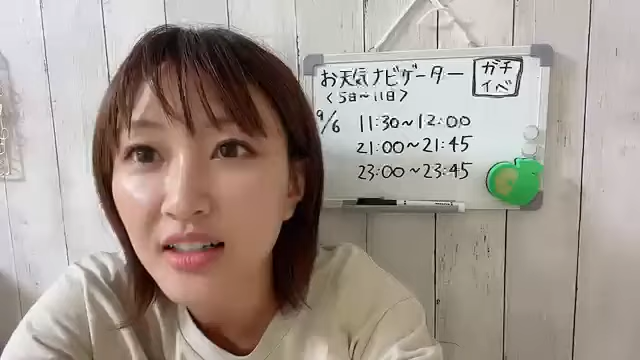 お天気ナビゲーター
ガチ
イベ
<5日~11日>
9/6 11:30~12:00
21:00~21:45
23:00~23:45